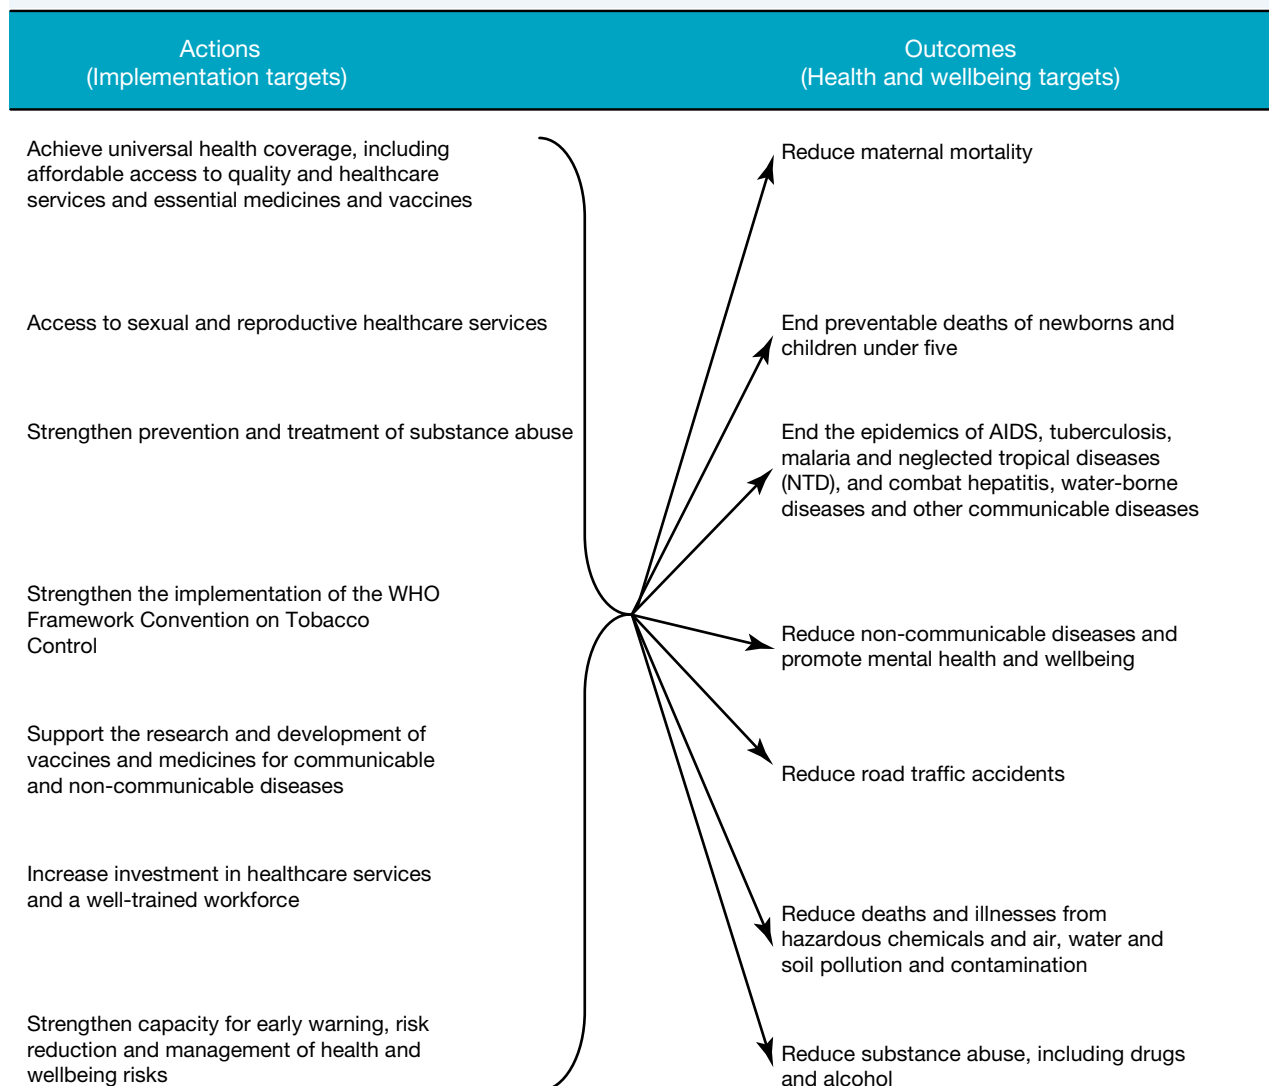 Actions
(Implementation targets)
Outcomes
(Health and wellbeing targets)
Achieve universal health coverage, including
affordable access to quality and healthcare
services and essential medicines and vaccines
Access to sexual and reproductive healthcare services
Strengthen prevention and treatment of substance abuse
Strengthen the implementation of the WHO
Framework Convention on Tobacco
Control
Support the research and development of
vaccines and medicines for communicable
and non-communicable diseases
Increase investment in healthcare services
and a well-trained workforce
Strengthen capacity for early warning, risk
reduction and management of health and
wellbeing risks
Reduce maternal mortality
End preventable deaths of newborns and
children under five
End the epidemics of AIDS, tuberculosis,
malaria and neglected tropical diseases
(NTD), and combat hepatitis, water-borne
diseases and other communicable diseases
Reduce non-communicable diseases and
promote mental health and wellbeing
Reduce road traffic accidents
Reduce deaths and illnesses from
hazardous chemicals and air, water and
soil pollution and contamination
Reduce substance abuse, including drugs
and alcohol